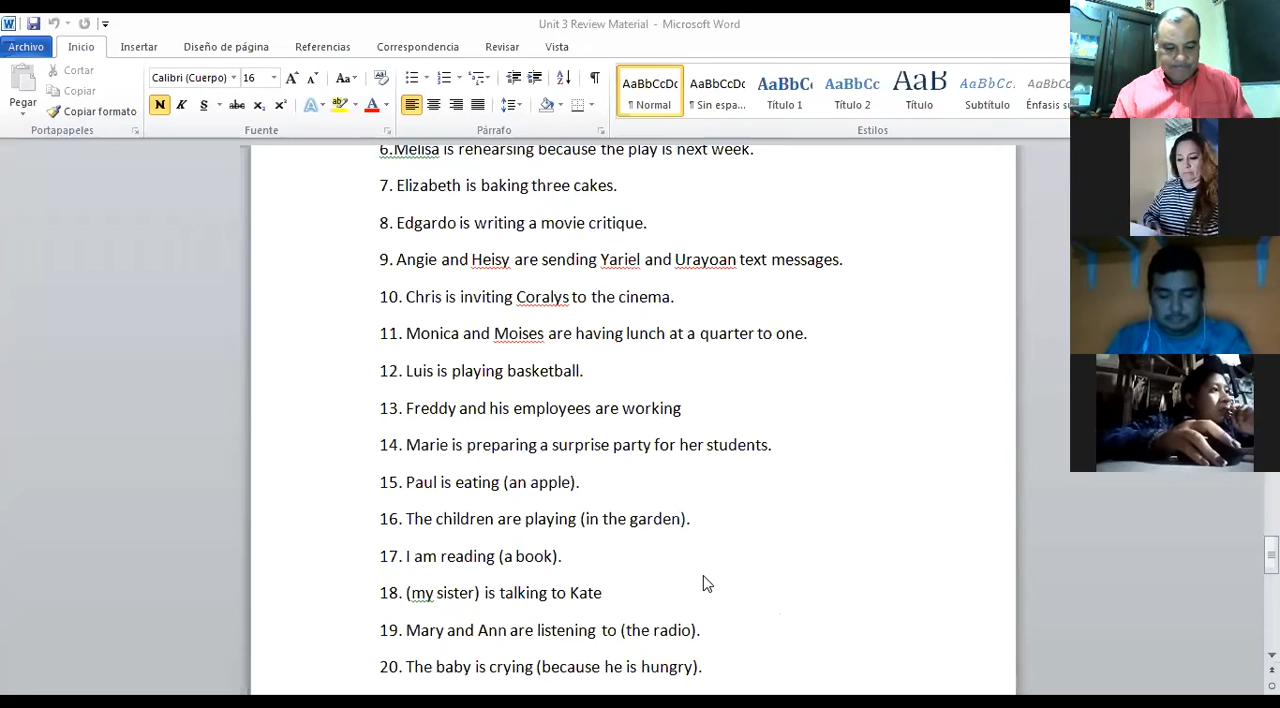 Unit 3 Review Material - Microsoft Word
Archivo Inicio Insertar Diseño de página Referencias Correspondencia Revisar Vista
Pegar
Cortar
Copiar
Copiar formato
Portapapeles
Calibri (Cuerpo) 16
Fuente
Párrafo
AaBbCcDc AaBbCcDc AaBbC AaBbCc AaB AaBbCcL AaBbCcL
¶ Normal ¶ Sin espa... Título 1 Título 2 Título Subtítulo Énfasis s
Estilos
6.Melisa is rehearsing because the play is next week.
7. Elizabeth is baking three cakes.
8. Edgardo is writing a movie critique.
9. Angie and Heisy are sending Yariel and Urayoan text messages.
10. Chris is inviting Coralys to the cinema.
11. Monica and Moises are having lunch at a quarter to one.
12. Luis is playing basketball.
13. Freddy and his employees are working
14. Marie is preparing a surprise party for her students.
15. Paul is eating (an apple).
16. The children are playing (in the garden).
17. I am reading (a book).
18. (my sister) is talking to Kate
19. Mary and Ann are listening to (the radio).
20. The baby is crying (because he is hungry).